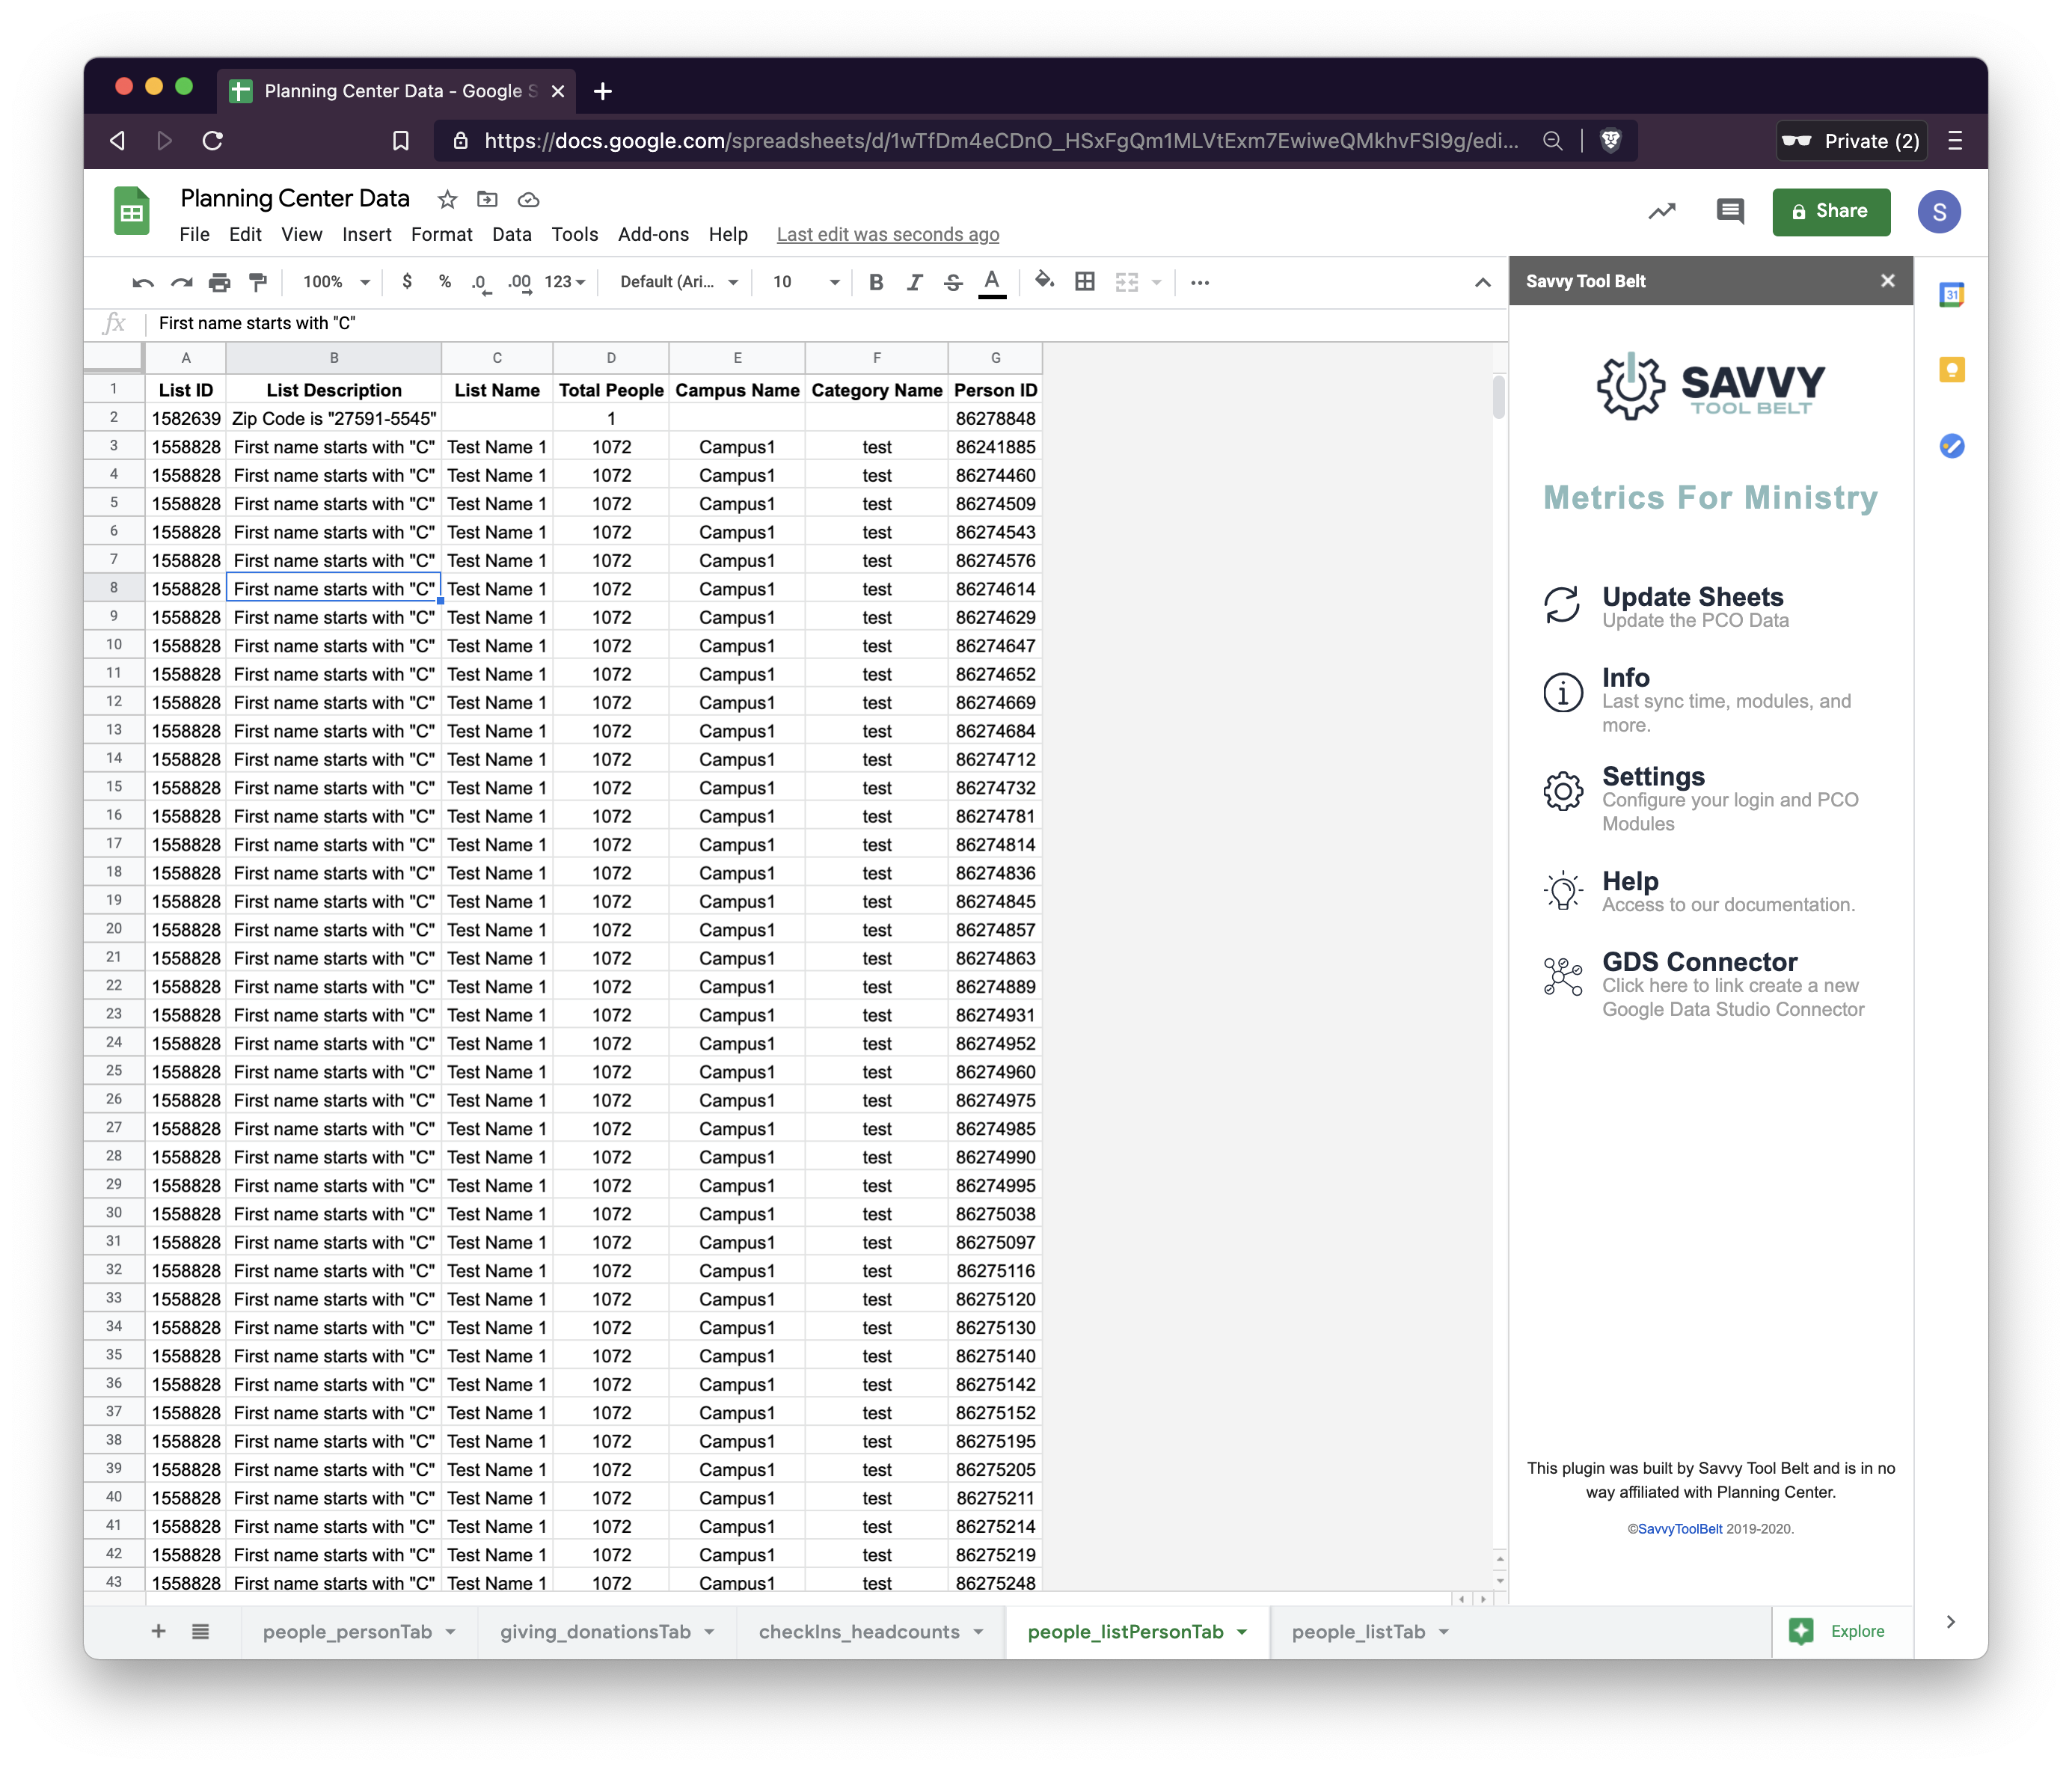 Planning Center Data - Google S
https://docs.google.com/spreadsheets/d/1wTfDm4eCDnO_HSxFgQm1MLVtExm7EwiweQMkhvFSI9g/edi...
Private (2)
Planning Center Data
Share
S
File Edit View Insert Format Data Tools Add-ons Help Last edit was seconds ago
100% $ % .0 .00 123 Default (Ari... 10 B I S A ...
Savvy Tool Belt
31
fx First name starts with "C"
A B C D E F G
1 List ID List Description List Name Total People Campus Name Category Name Person ID
2 1582639 Zip Code is "27591-5545" 1 86278848
3 1558828 First name starts with "C" Test Name 1 1072 Campus1 test 86241885
4 1558828 First name starts with "C" Test Name 1 1072 Campus1 test 86274460
5 1558828 First name starts with "C" Test Name 1 1072 Campus1 test 86274509
6 1558828 First name starts with "C" Test Name 1 1072 Campus1 test 86274543
7 1558828 First name starts with "C" Test Name 1 1072 Campus1 test 86274576
8 1558828 First name starts with "C" Test Name 1 1072 Campus1 test 86274614
9 1558828 First name starts with "C" Test Name 1 1072 Campus1 test 86274629
10 1558828 First name starts with "C" Test Name 1 1072 Campus1 test 86274647
11 1558828 First name starts with "C" Test Name 1 1072 Campus1 test 86274652
12 1558828 First name starts with "C" Test Name 1 1072 Campus1 test 86274669
13 1558828 First name starts with "C" Test Name 1 1072 Campus1 test 86274684
14 1558828 First name starts with "C" Test Name 1 1072 Campus1 test 86274712
15 1558828 First name starts with "C" Test Name 1 1072 Campus1 test 86274732
16 1558828 First name starts with "C" Test Name 1 1072 Campus1 test 86274781
17 1558828 First name starts with "C" Test Name 1 1072 Campus1 test 86274814
18 1558828 First name starts with "C" Test Name 1 1072 Campus1 test 86274836
19 1558828 First name starts with "C" Test Name 1 1072 Campus1 test 86274845
20 1558828 First name starts with "C" Test Name 1 1072 Campus1 test 86274857
21 1558828 First name starts with "C" Test Name 1 1072 Campus1 test 86274863
22 1558828 First name starts with "C" Test Name 1 1072 Campus1 test 86274889
23 1558828 First name starts with "C" Test Name 1 1072 Campus1 test 86274931
24 1558828 First name starts with "C" Test Name 1 1072 Campus1 test 86274952
25 1558828 First name starts with "C" Test Name 1 1072 Campus1 test 86274960
26 1558828 First name starts with "C" Test Name 1 1072 Campus1 test 86274975
27 1558828 First name starts with "C" Test Name 1 1072 Campus1 test 86274985
28 1558828 First name starts with "C" Test Name 1 1072 Campus1 test 86274990
29 1558828 First name starts with "C" Test Name 1 1072 Campus1 test 86274995
30 1558828 First name starts with "C" Test Name 1 1072 Campus1 test 86275038
31 1558828 First name starts with "C" Test Name 1 1072 Campus1 test 86275097
32 1558828 First name starts with "C" Test Name 1 1072 Campus1 test 86275116
33 1558828 First name starts with "C" Test Name 1 1072 Campus1 test 86275120
34 1558828 First name starts with "C" Test Name 1 1072 Campus1 test 86275130
35 1558828 First name starts with "C" Test Name 1 1072 Campus1 test 86275140
36 1558828 First name starts with "C" Test Name 1 1072 Campus1 test 86275142
37 1558828 First name starts with "C" Test Name 1 1072 Campus1 test 86275152
38 1558828 First name starts with "C" Test Name 1 1072 Campus1 test 86275195
39 1558828 First name starts with "C" Test Name 1 1072 Campus1 test 86275205
40 1558828 First name starts with "C" Test Name 1 1072 Campus1 test 86275211
41 1558828 First name starts with "C" Test Name 1 1072 Campus1 test 86275214
42 1558828 First name starts with "C" Test Name 1 1072 Campus1 test 86275219
43 1558828 First name starts with "C" Test Name 1 1072 Campus1 test 86275248
SAVVY
TOOL BELT
Metrics For Ministry
Update Sheets
Update the PCO Data
Info
Last sync time, modules, and
more.
Settings
Configure your login and PCO
Modules
Help
Access to our documentation.
GDS Connector
Click here to link create a new
Google Data Studio Connector
This plugin was built by Savvy Tool Belt and is in no
way affiliated with Planning Center.
©SavvyToolBelt 2019-2020.
people_personTab giving_donationsTab checkIns_headcounts people_listPersonTab people_listTab Explore